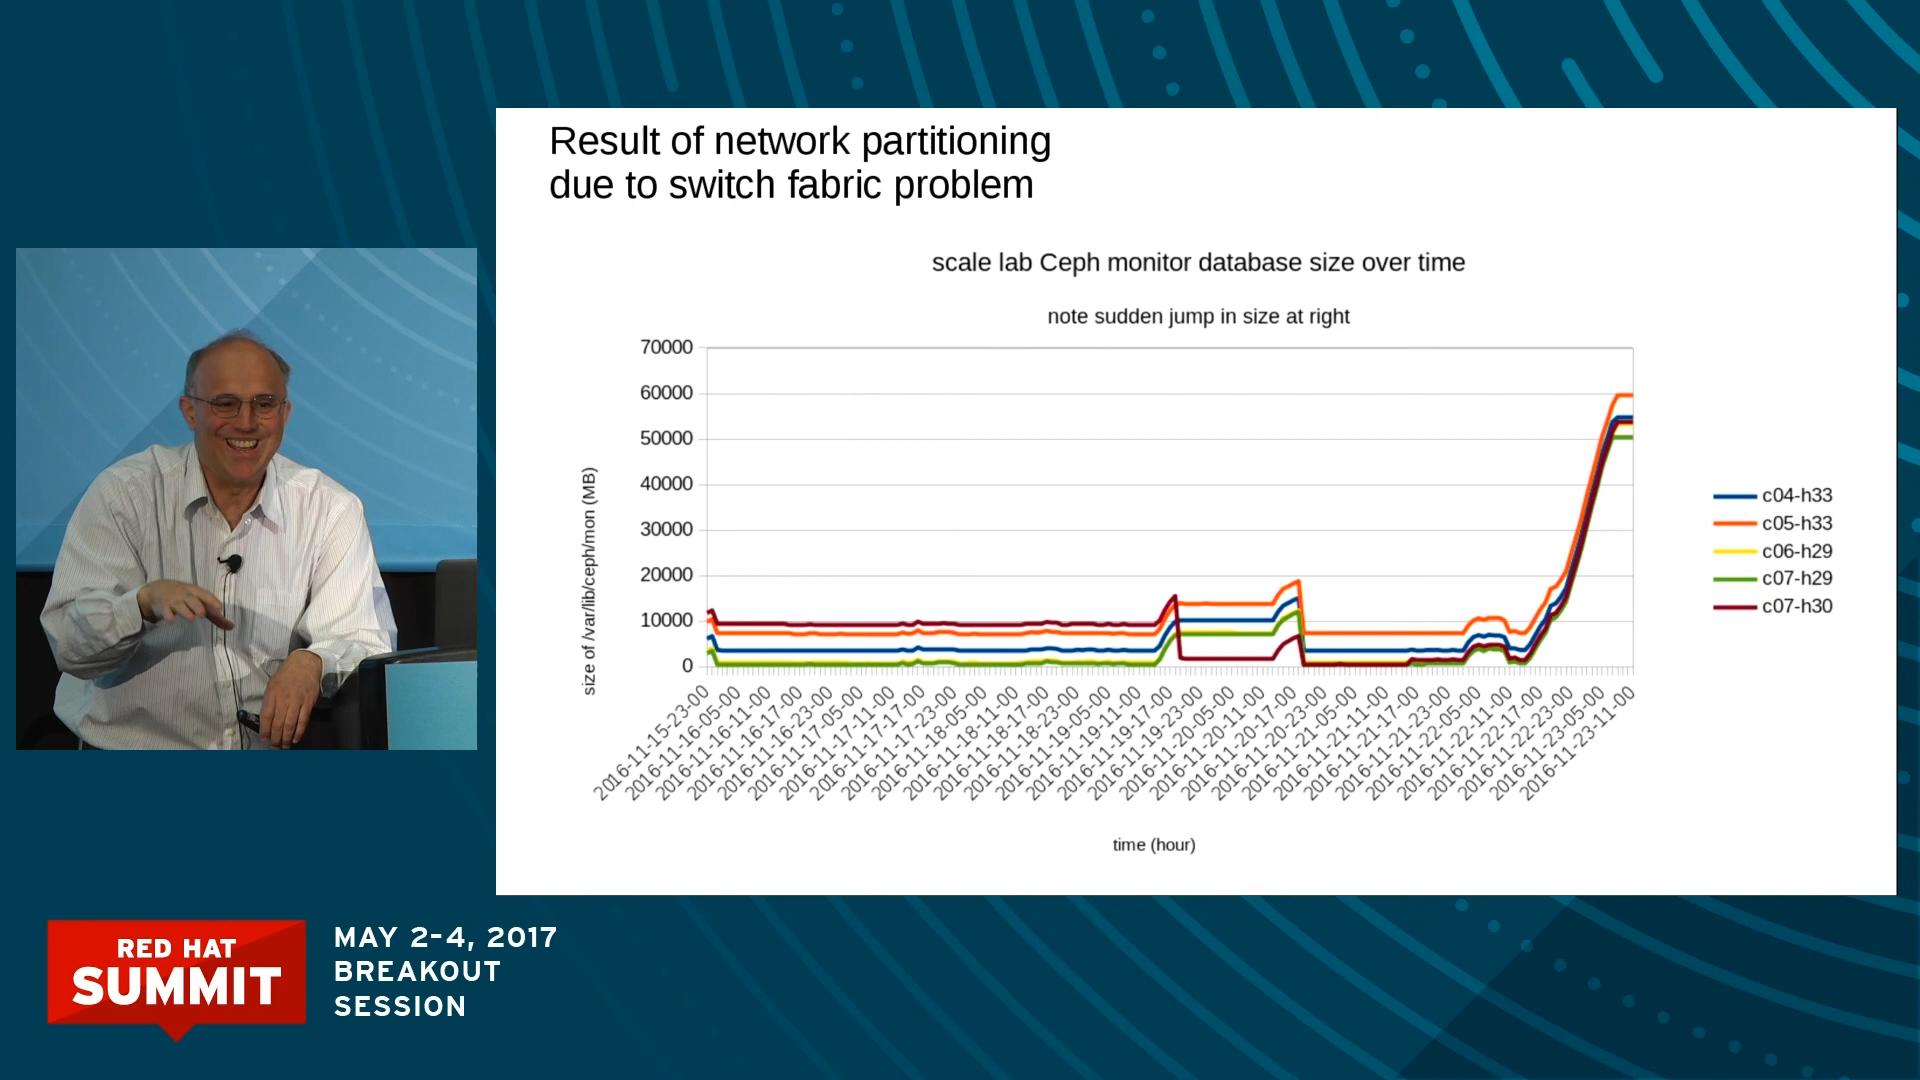 Result of network partitioning
due to switch fabric problem
scale lab Ceph monitor database size over time
note sudden jump in size at right
size of /var/lib/ceph/mon (MB)
70000
60000
50000
40000
30000
20000
10000
0
2016-11-15-23-00
2016-11-16-05-00
2016-11-16-11-00
2016-11-16-17-00
2016-11-16-23-00
2016-11-17-05-00
2016-11-17-11-00
2016-11-17-17-00
2016-11-17-23-00
2016-11-18-05-00
2016-11-18-11-00
2016-11-18-17-00
2016-11-18-23-00
2016-11-19-05-00
2016-11-19-11-00
2016-11-19-17-00
2016-11-19-23-00
2016-11-20-05-00
2016-11-20-11-00
2016-11-20-17-00
2016-11-20-23-00
2016-11-21-05-00
2016-11-21-11-00
2016-11-21-17-00
2016-11-21-23-00
2016-11-22-05-00
2016-11-22-11-00
2016-11-22-17-00
2016-11-22-23-00
2016-11-23-05-00
2016-11-23-11-00
time (hour)
c04-h33
c05-h33
c06-h29
c07-h29
c07-h30
RED HAT
SUMMIT
MAY 2-4, 2017
BREAKOUT
SESSION